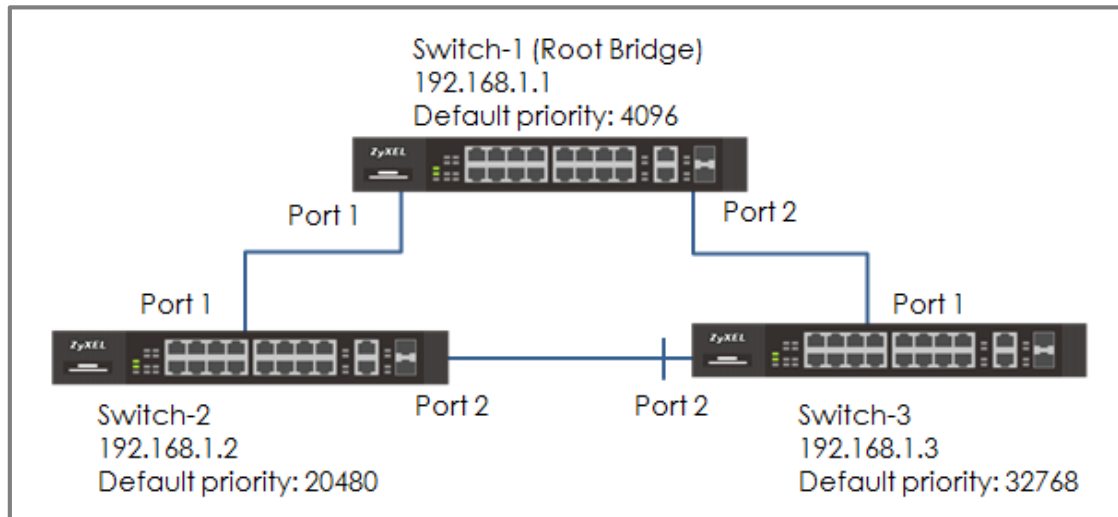 Switch-1 (Root Bridge)
192.168.1.1
Default priority: 4096
ZyXEL
Port 1
Port 2
Port 1
Port 1
ZyXEL
ZyXEL
Port 2
Port 2
Switch-2
192.168.1.2
Default priority: 20480
Switch-3
192.168.1.3
Default priority: 32768